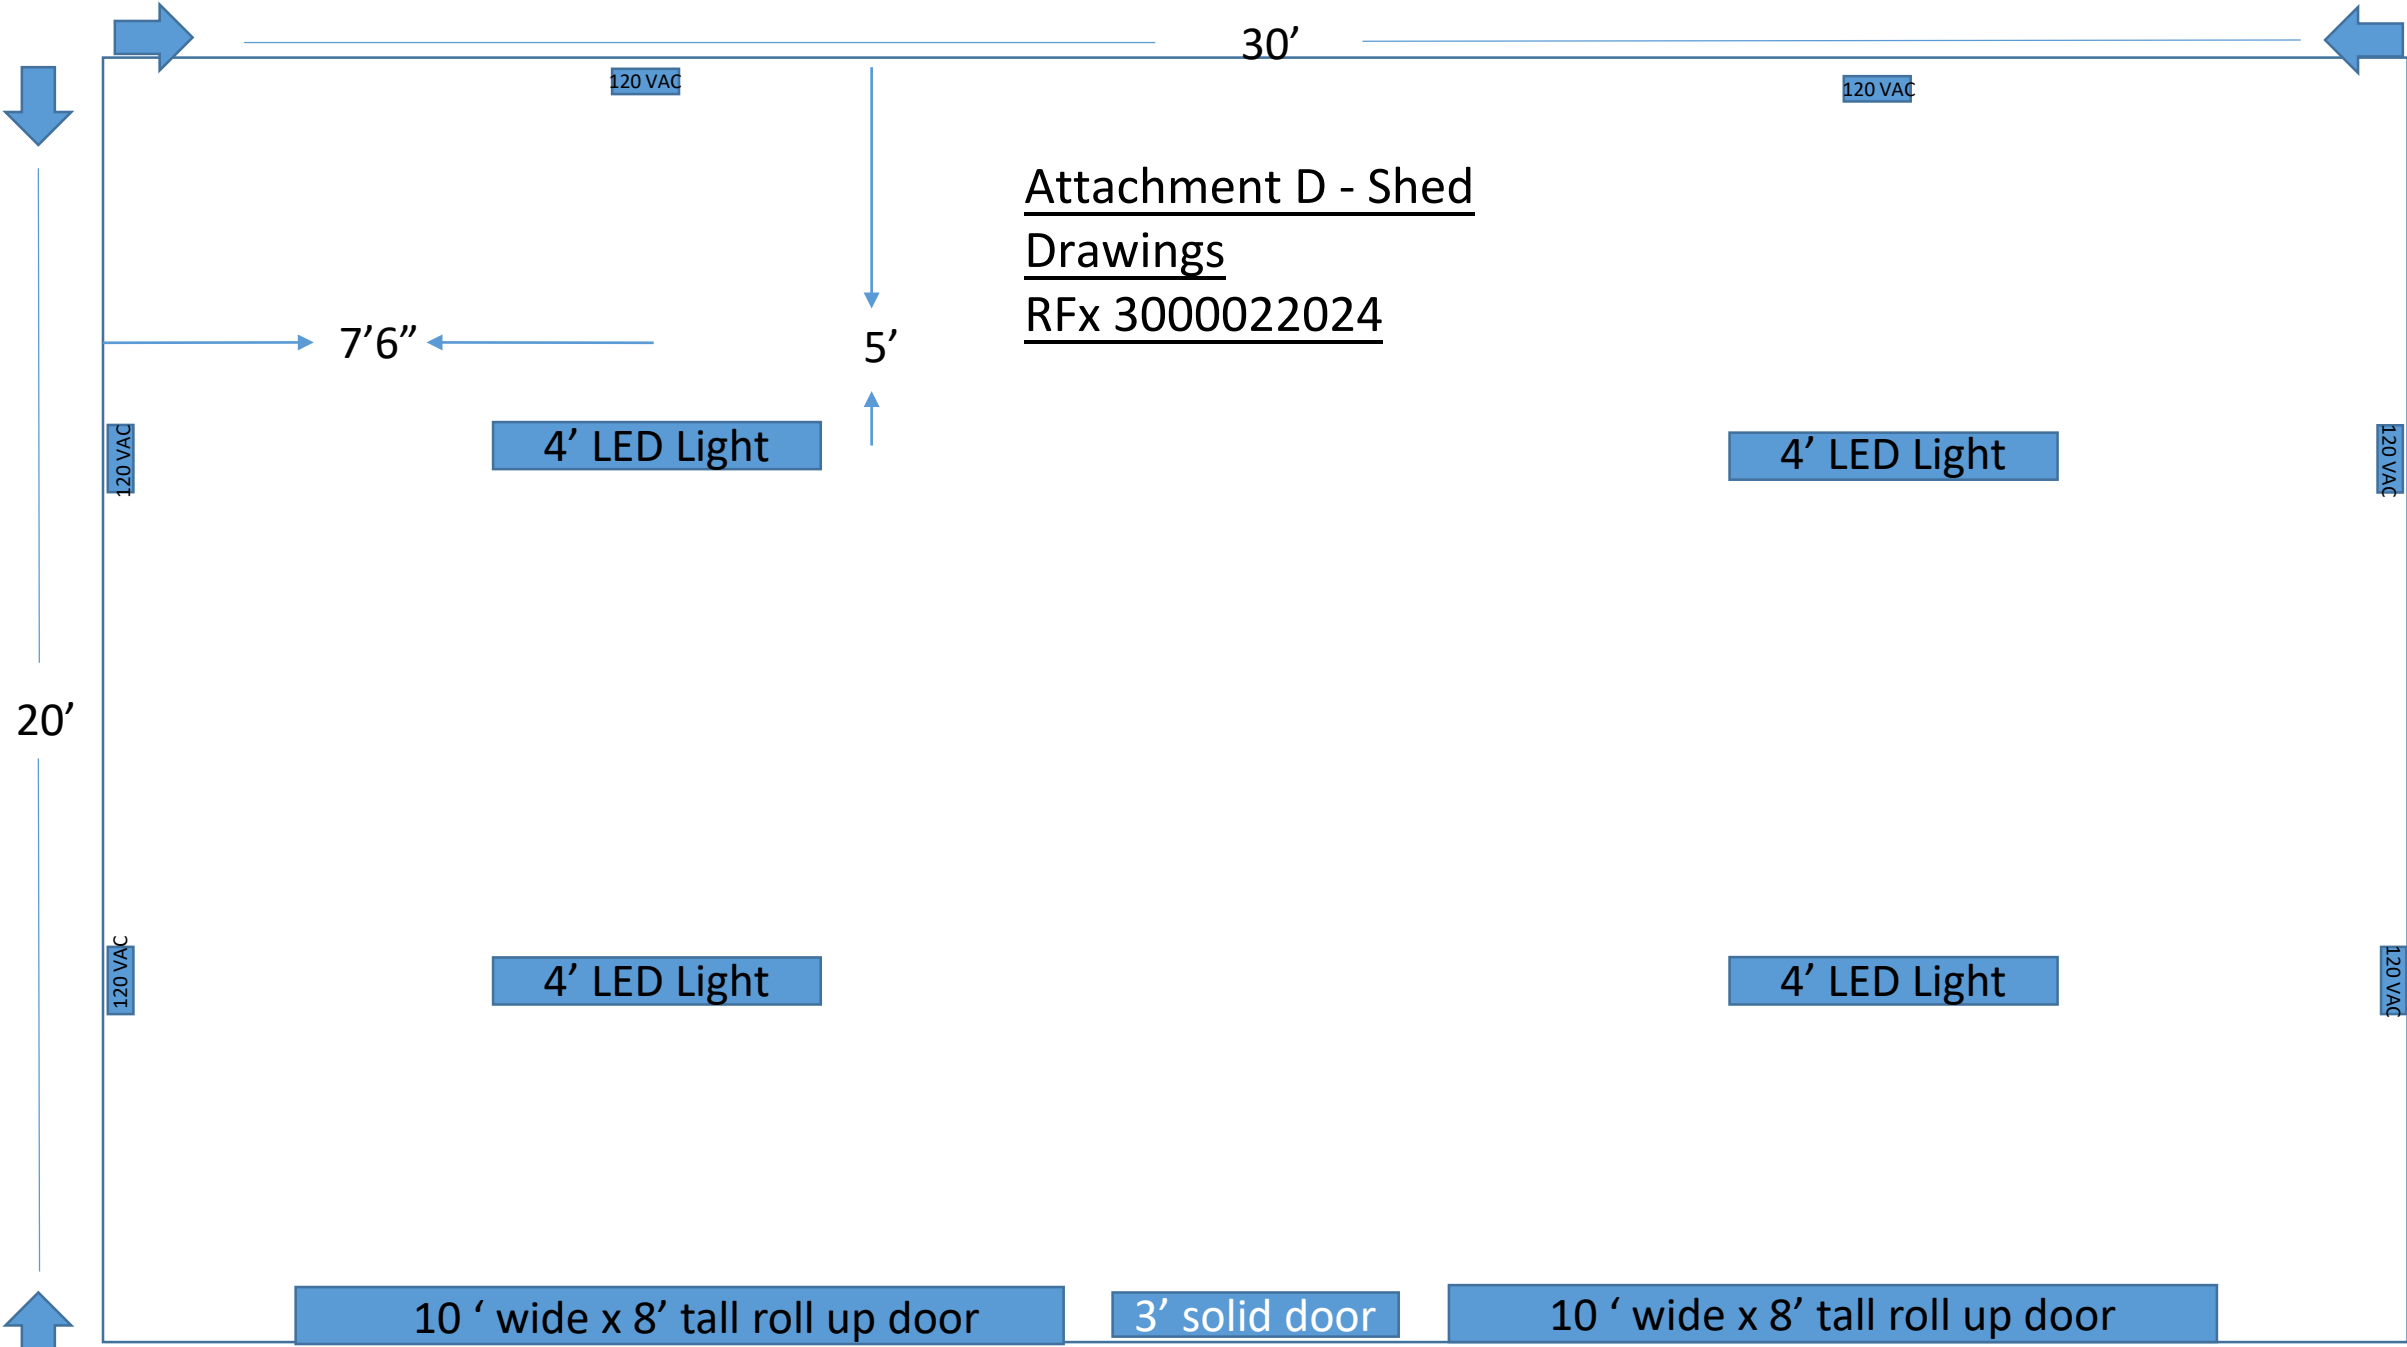 30’
120 VAC
120 VAC
Attachment D - Shed
Drawings
RFx 3000022024
7’6”
5’
120 VAC
4’ LED Light
4’ LED Light
120 VAC
20’
120 VAC
4’ LED Light
4’ LED Light
120 VAC
10 ‘ wide x 8’ tall roll up door
3’ solid door
10 ‘ wide x 8’ tall roll up door